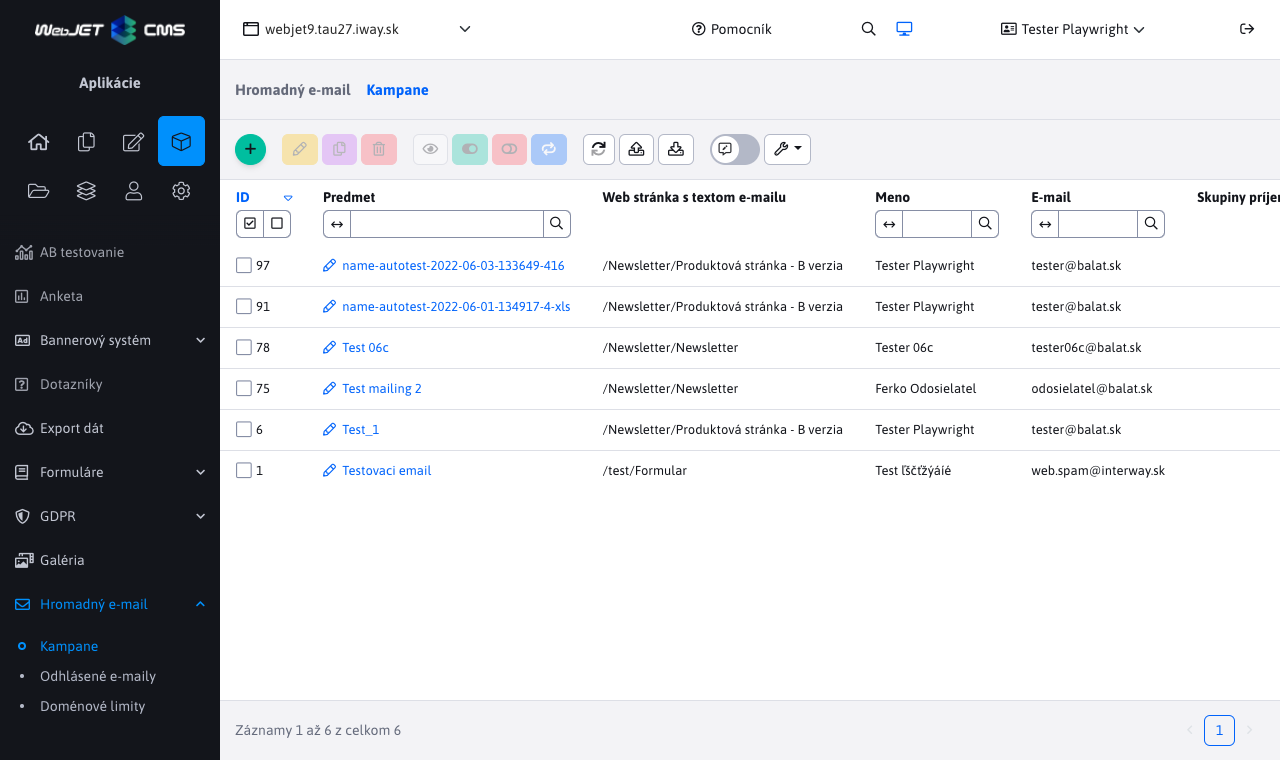 WebJET CMS
Aplikácie
AB testovanie
Anketa
Bannerový systém
Dotazníky
Export dát
Formuláre
GDPR
Galéria
Hromadný e-mail
Kampane
Odhlásené e-maily
Doménové limity
webjet9.tau27.iway.sk
Pomocník
Tester Playwright
Hromadný e-mail Kampane
ID Predmet Web stránka s textom e-mailu Meno E-mail Skupiny príjem
97 name-autotest-2022-06-03-133649-416 /Newsletter/Produktová stránka - B verzia Tester Playwright tester@balat.sk
91 name-autotest-2022-06-01-134917-4-xls /Newsletter/Produktová stránka - B verzia Tester Playwright tester@balat.sk
78 Test 06c /Newsletter/Newsletter Tester 06c tester06c@balat.sk
75 Test mailing 2 /Newsletter/Newsletter Ferko Odosielatel odosielatel@balat.sk
6 Test_1 /Newsletter/Produktová stránka - B verzia Tester Playwright tester@balat.sk
1 Testovaci email /test/Formular Test ľščťžýáíé web.spam@interway.sk
Záznamy 1 až 6 z celkom 6
1